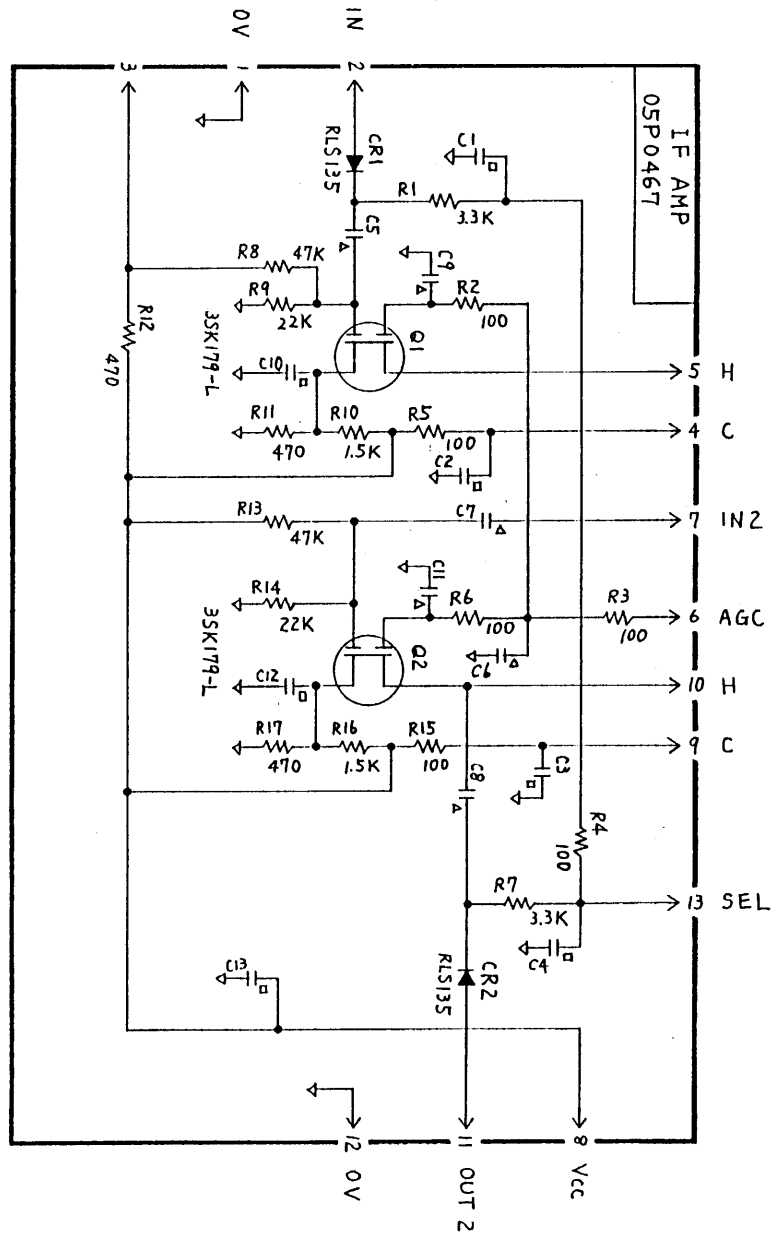 IF AMP
05P0467
IN
2
0V
1
3
CR1
RLS135
C1
R1
3.3K
C5
R8
47K
R9
22K
C9
R2
100
Q1
3SK179-L
R12
470
C10
R11
470
R10
1.5K
R5
100
C2
5 H
4 C
R13
47K
C7
7 IN2
R14
22K
C11
R6
100
R3
100
6 AGC
Q2
3SK179-L
C12
C6
10 H
R17
470
R16
1.5K
R15
100
C8
C3
9 C
R4
100
R7
3.3K
13 SEL
C4
CR2
RLS135
C13
12 0V
11 OUT 2
8 Vcc